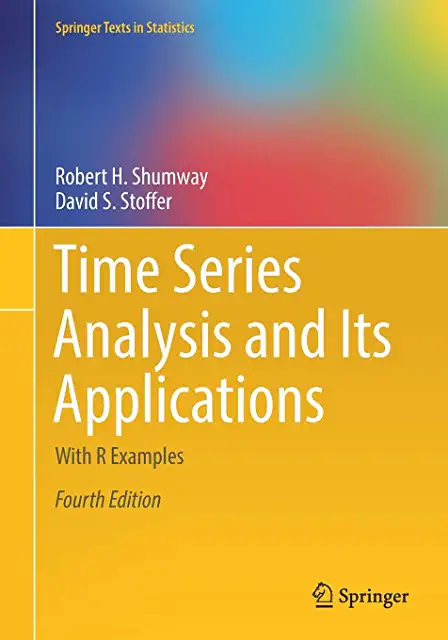 Springer Texts in Statistics
Robert H. Shumway
David S. Stoffer
Time Series
Analysis and Its
Applications
With R Examples
Fourth Edition
Springer